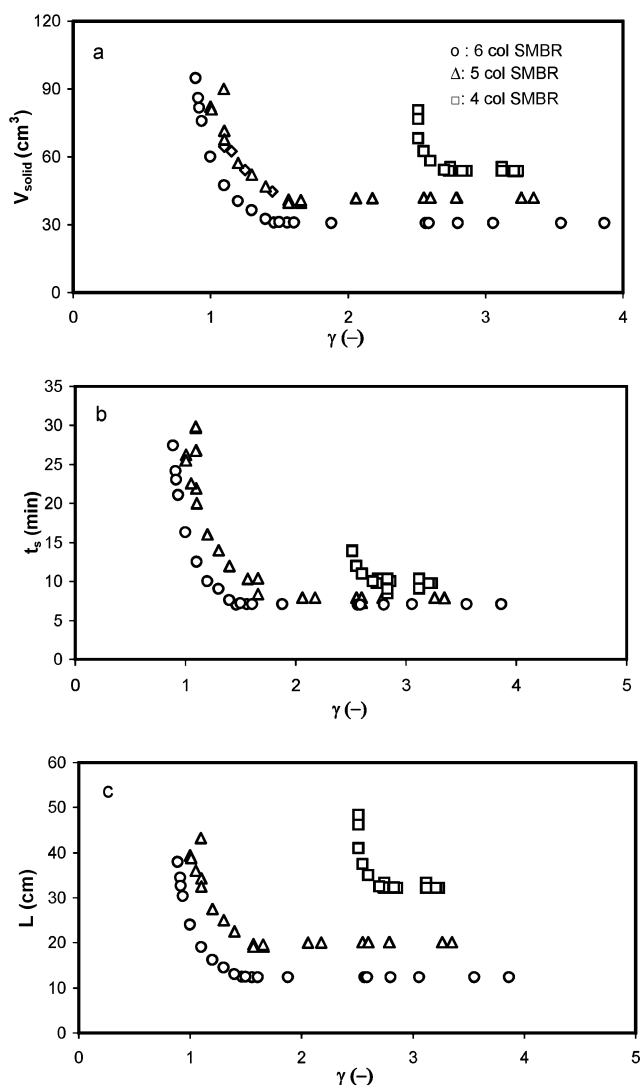 120
a
o : 6 col SMBR
△: 5 col SMBR
□: 4 col SMBR
90
60
30
0
V_solid (cm³)
0 1 2 3 4
γ (–)
35
b
30
25
20
15
10
5
0
t_s (min)
0 1 2 3 4 5
γ (–)
60
c
50
40
30
20
10
0
L (cm)
0 1 2 3 4 5
γ (–)